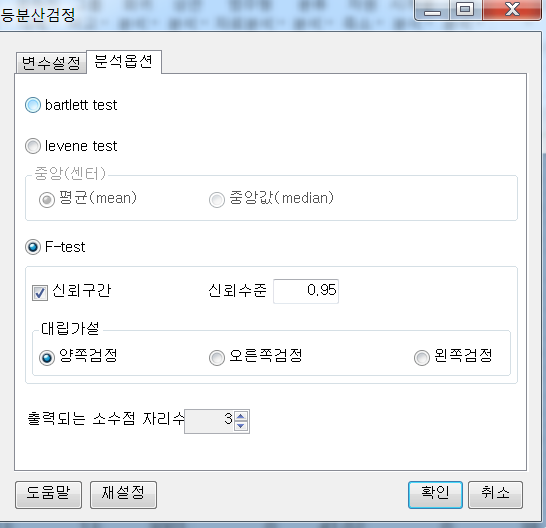 등분산검정
변수설정 분석옵션
bartlett test
levene test
중앙(센터)
평균(mean) 중앙값(median)
F-test
신뢰구간 신뢰수준 0.95
대립가설
양쪽검정 오른쪽검정 왼쪽검정
출력되는 소수점 자리수 3
도움말 재설정 확인 취소